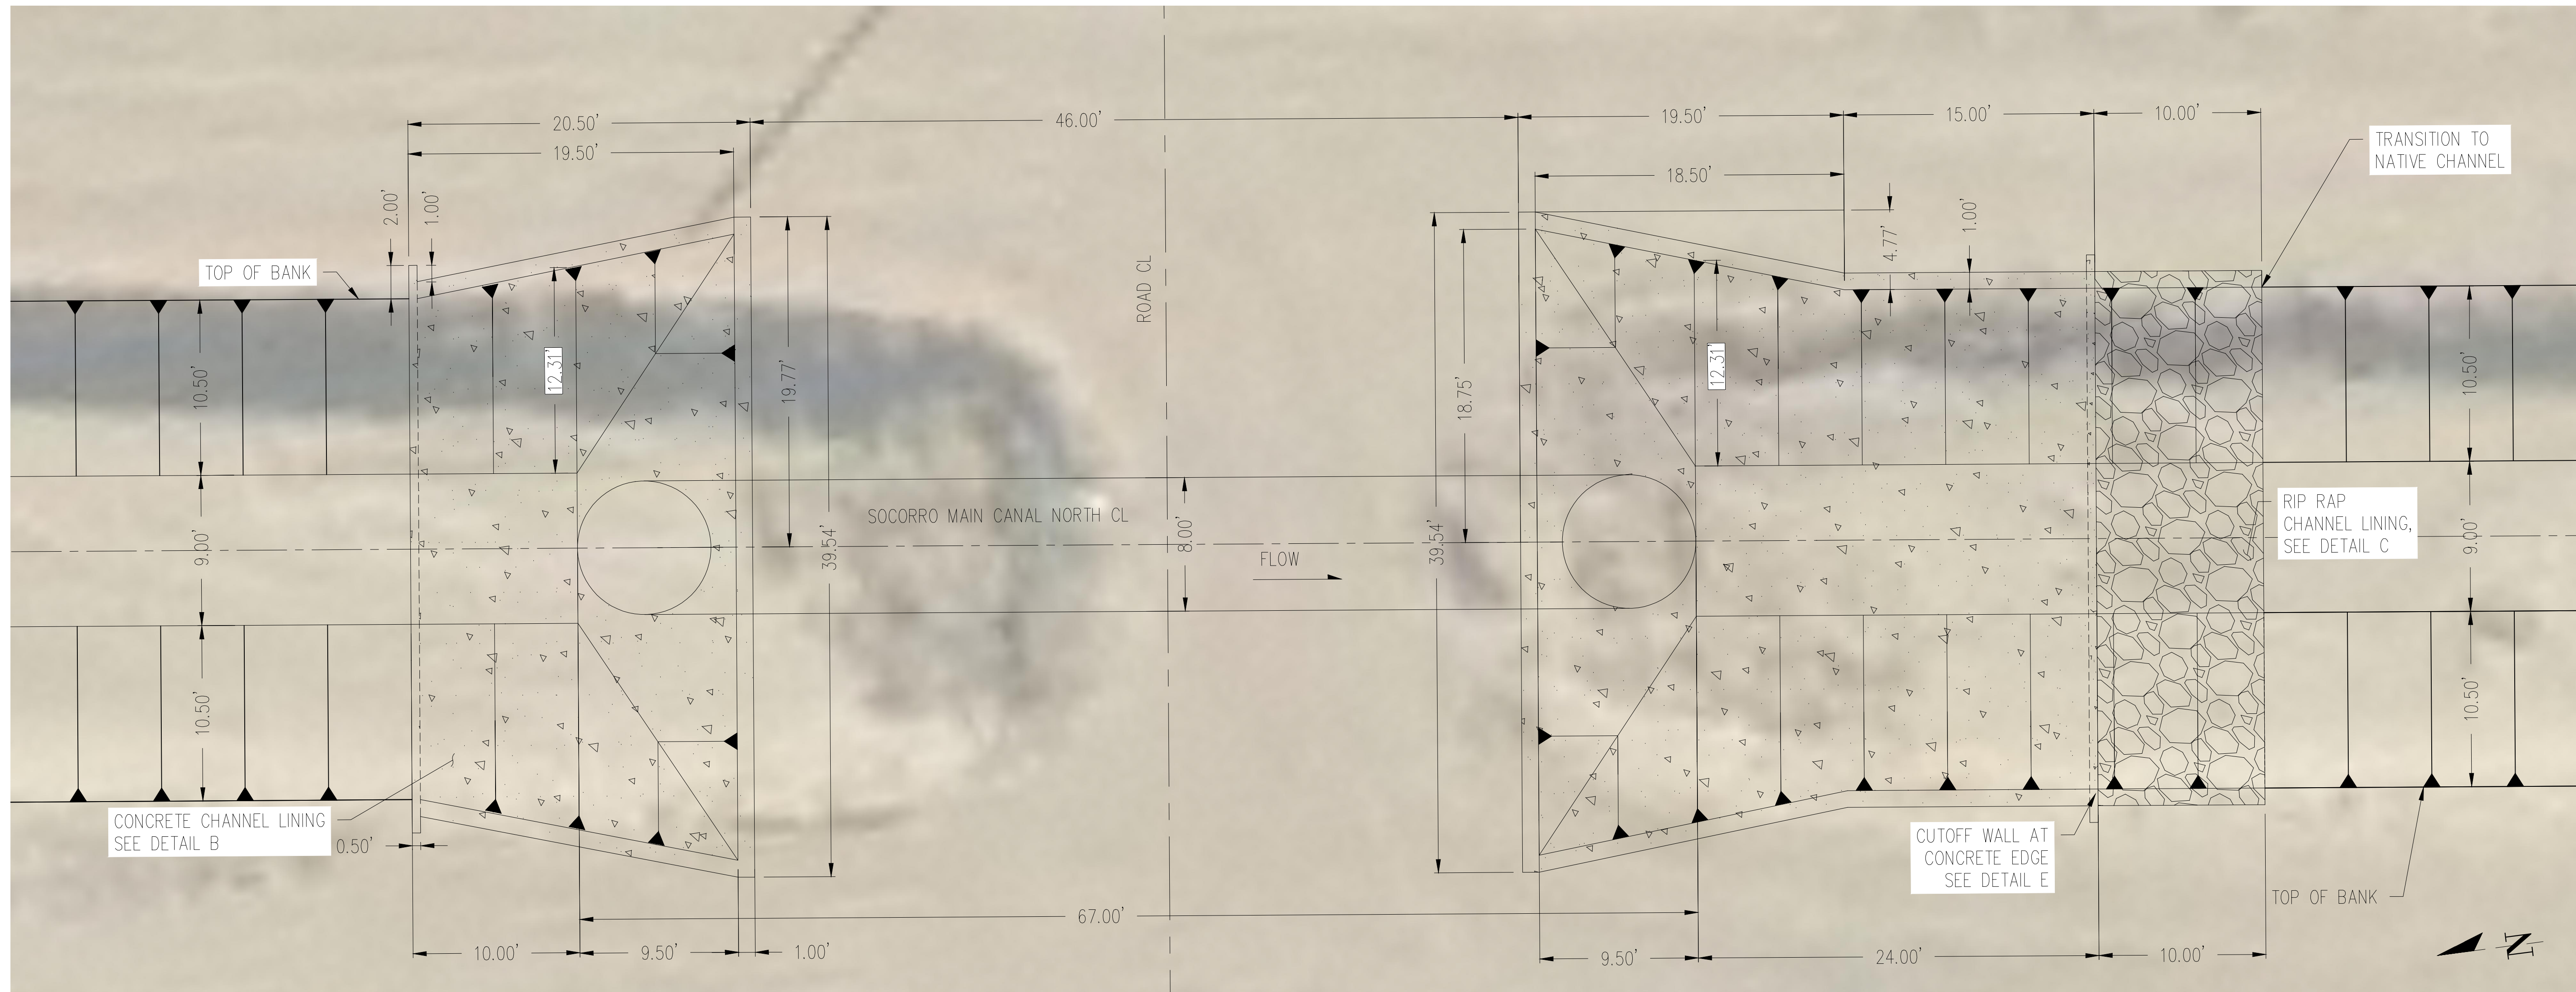 20.50'
46.00'
19.50'
15.00'
10.00'
19.50'
18.50'
TRANSITION TO
NATIVE CHANNEL
2.00'
1.00'
4.77'
1.00'
TOP OF BANK
ROAD CL
10.50'
12.31'
19.77'
18.75'
12.31'
10.50'
SOCORRO MAIN CANAL NORTH CL
9.00'
39.54'
8.00'
FLOW
39.54'
RIP RAP
CHANNEL LINING,
SEE DETAIL C
9.00'
10.50'
10.50'
CONCRETE CHANNEL LINING
SEE DETAIL B
0.50'
CUTOFF WALL AT
CONCRETE EDGE
SEE DETAIL E
TOP OF BANK
67.00'
10.00'
9.50'
1.00'
9.50'
24.00'
10.00'
N